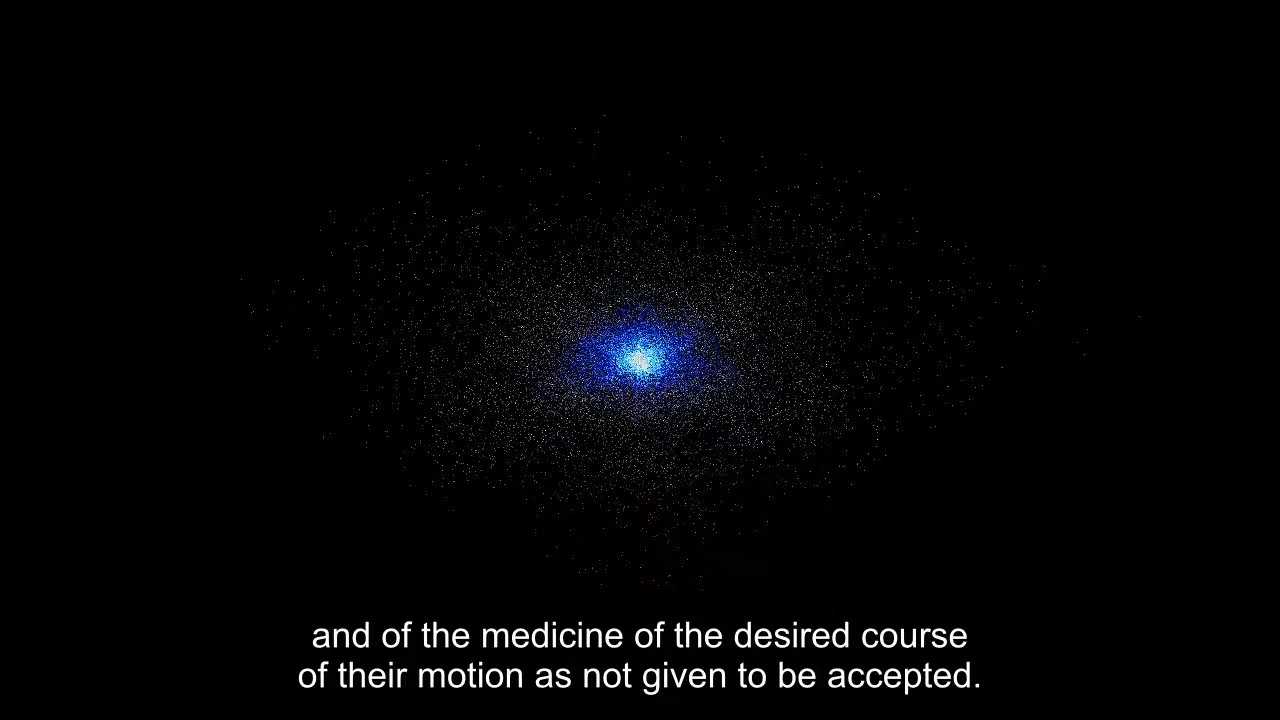 and of the medicine of the desired course
of their motion as not given to be accepted.